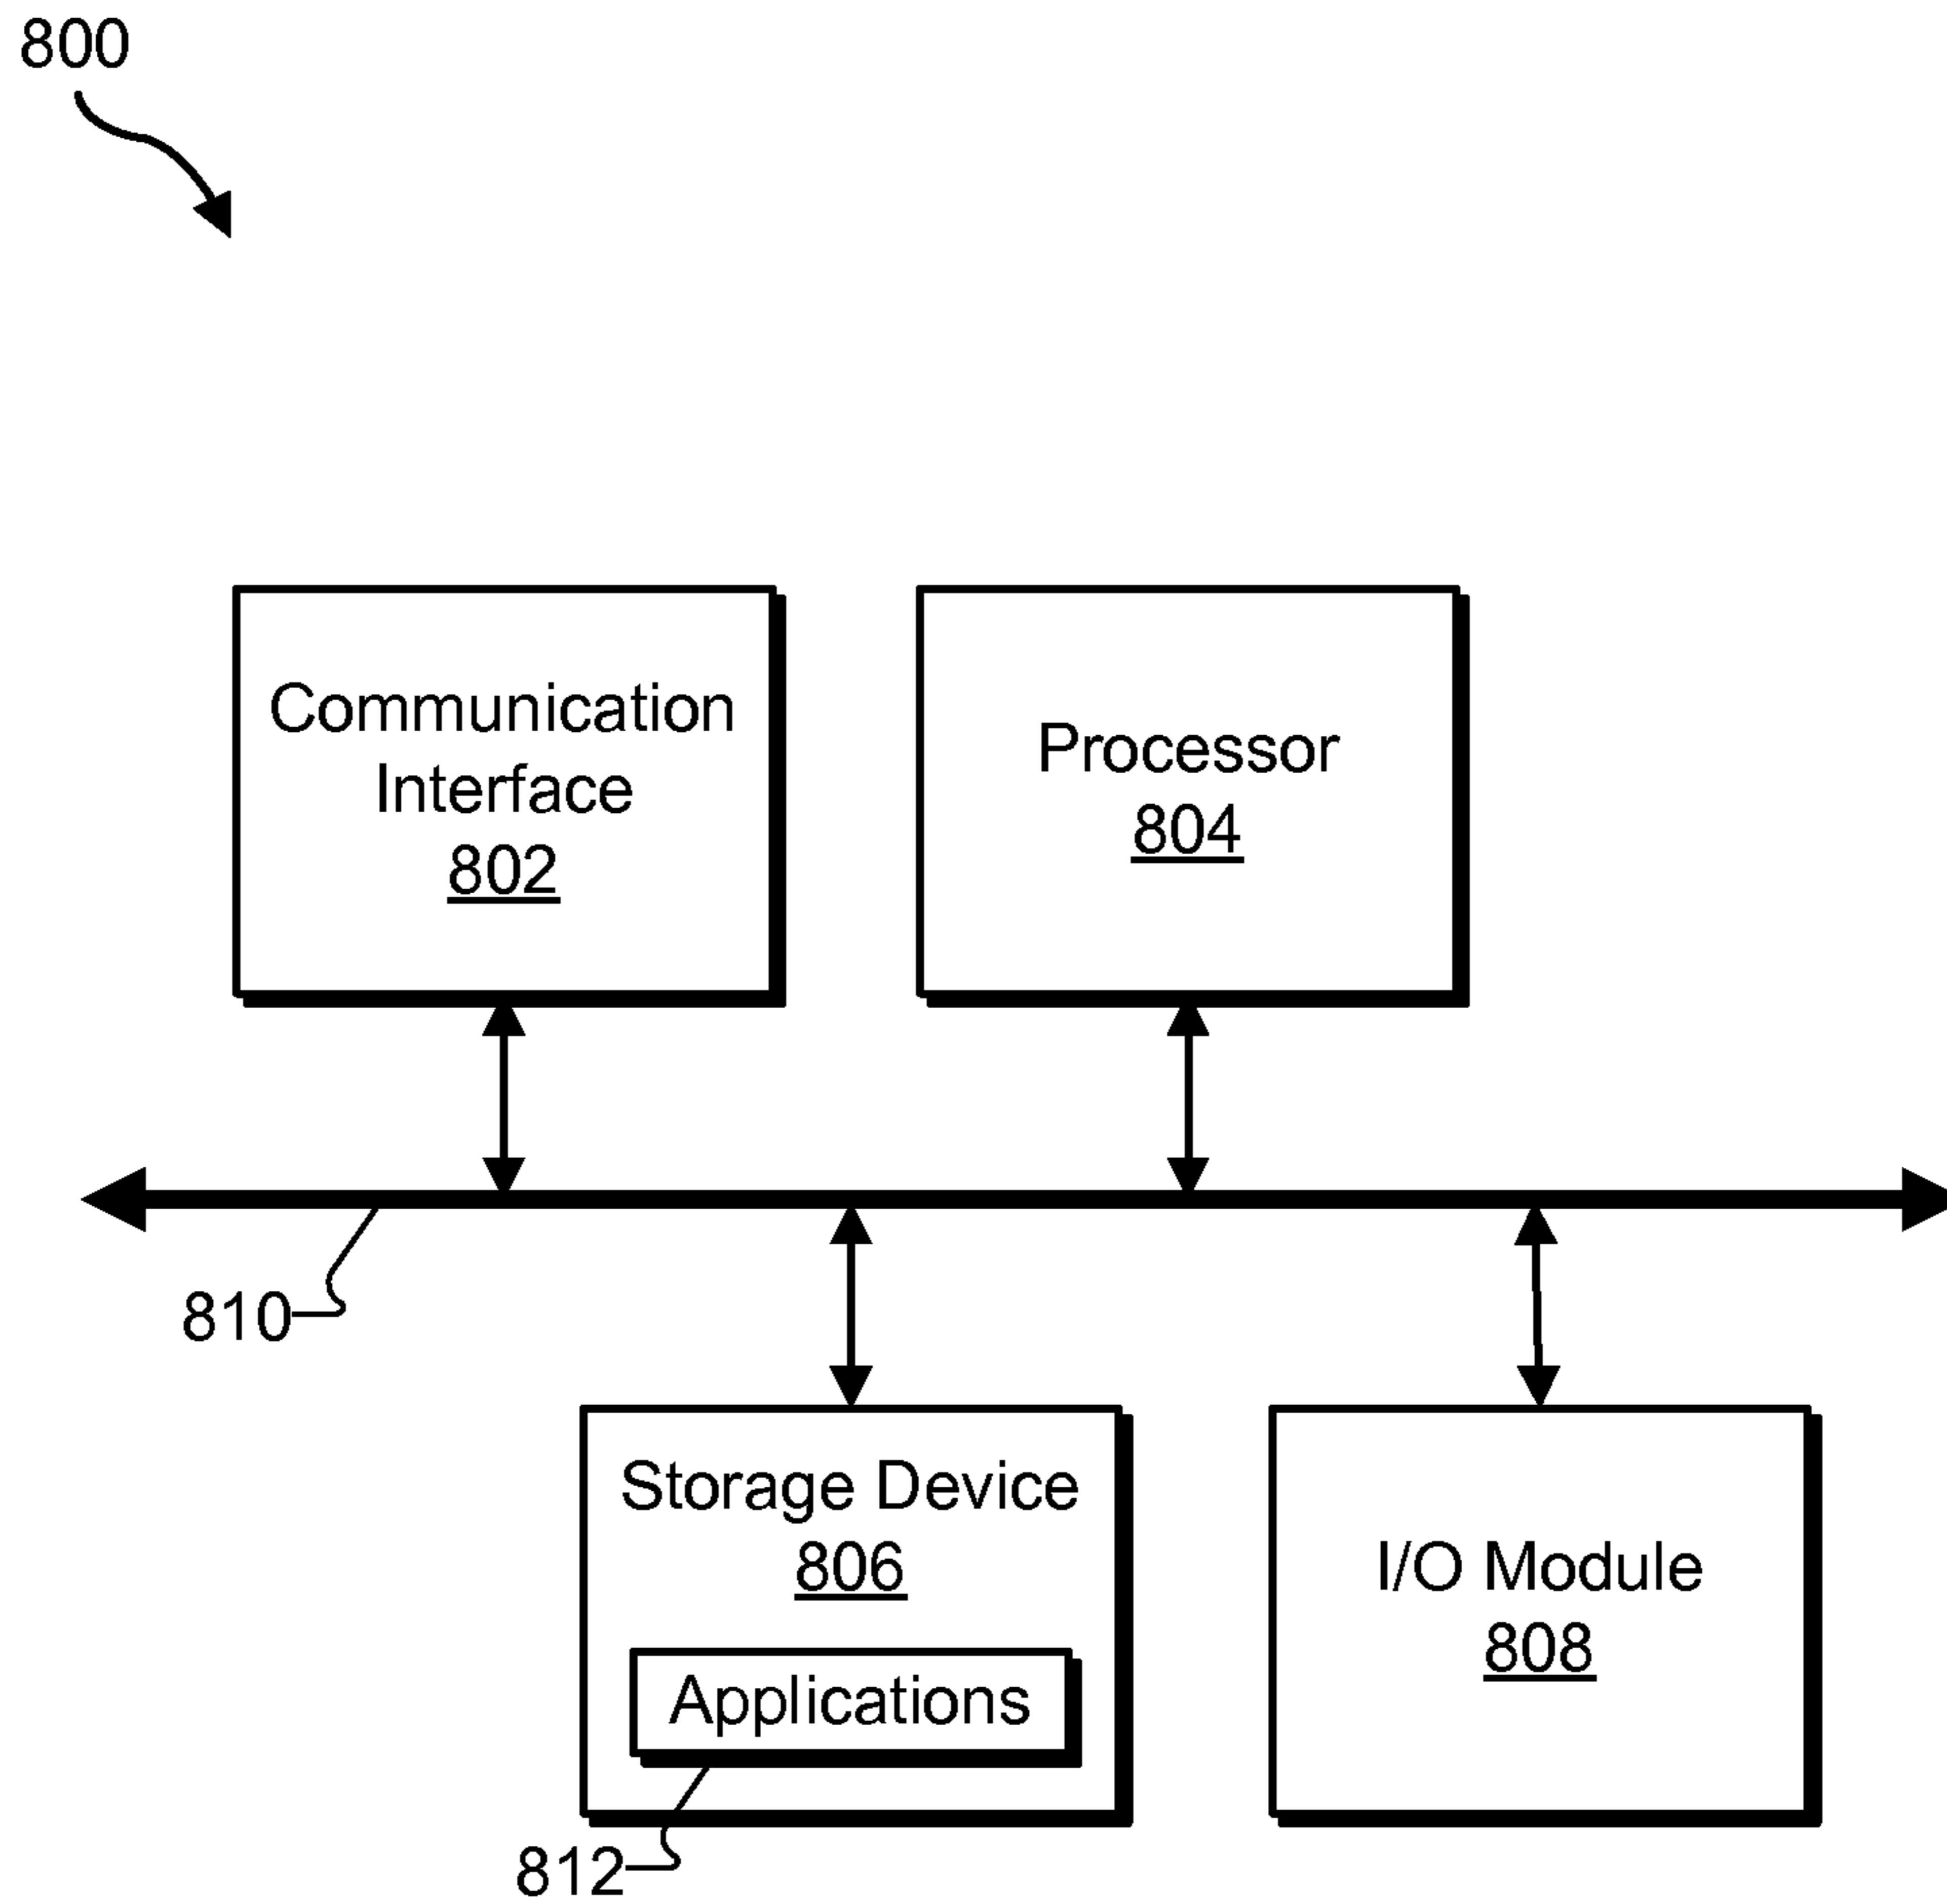 800
Communication
Interface
802
Processor
804
810
Storage Device
806
Applications
812
I/O Module
808